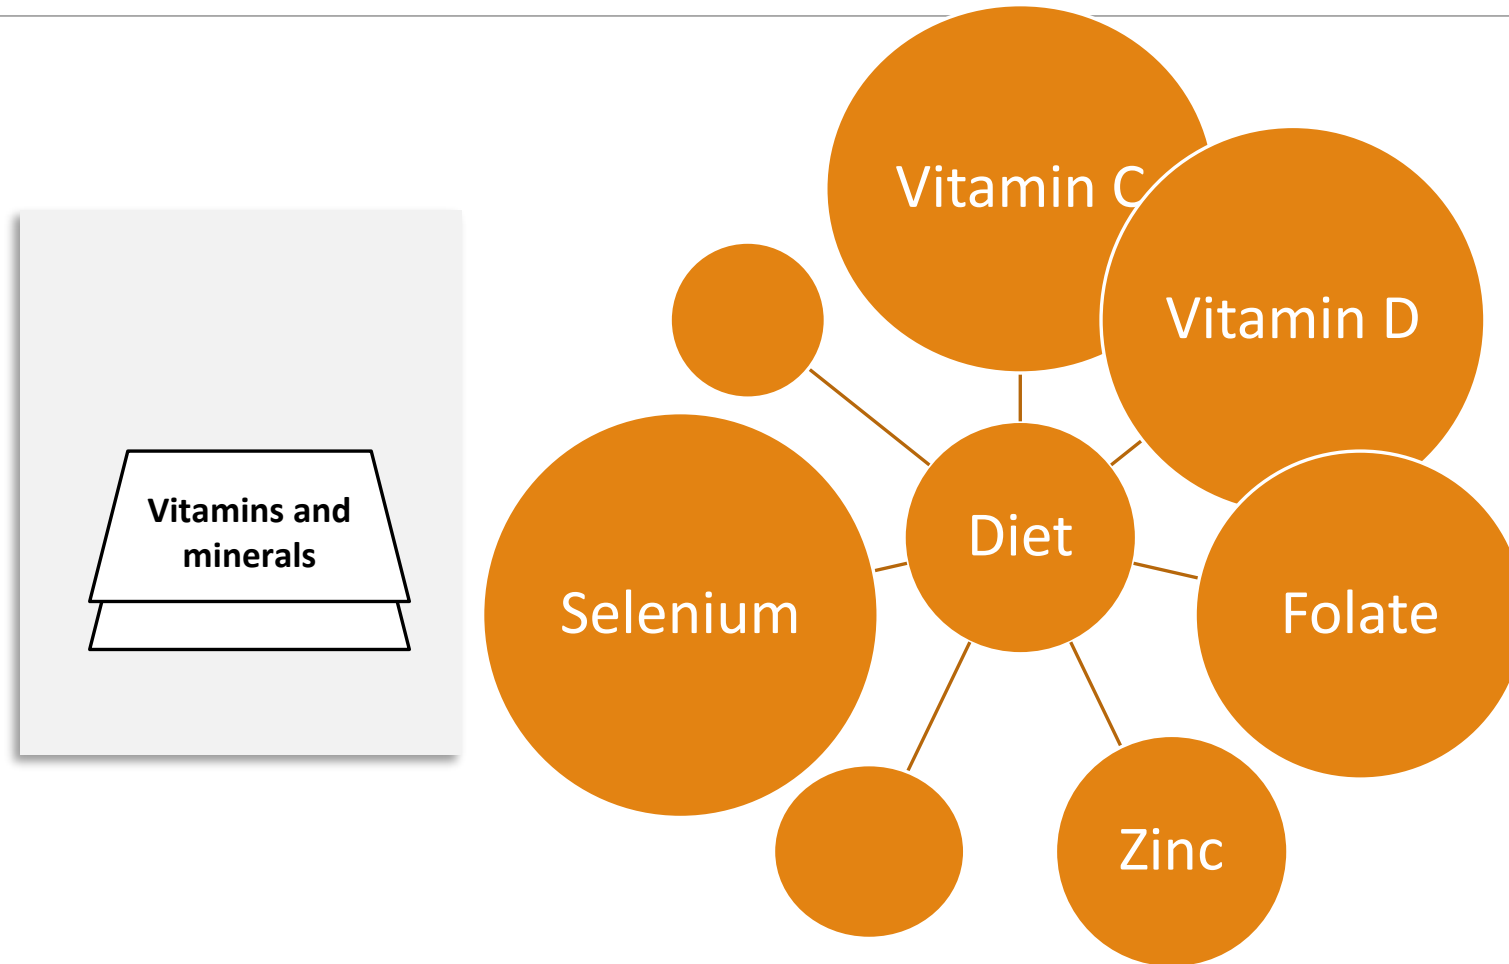 Vitamins and
minerals
Vitamin C
Vitamin D
Diet
Selenium
Folate
Zinc